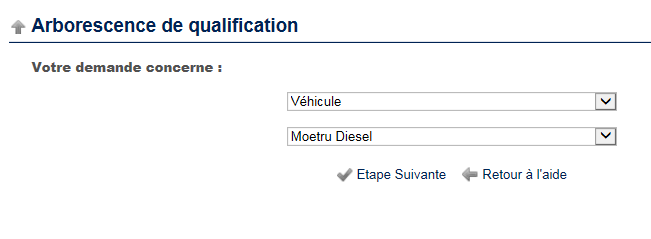 Arborescence de qualification
Votre demande concerne :
Véhicule
Moetru Diesel
Etape Suivante Retour à l'aide